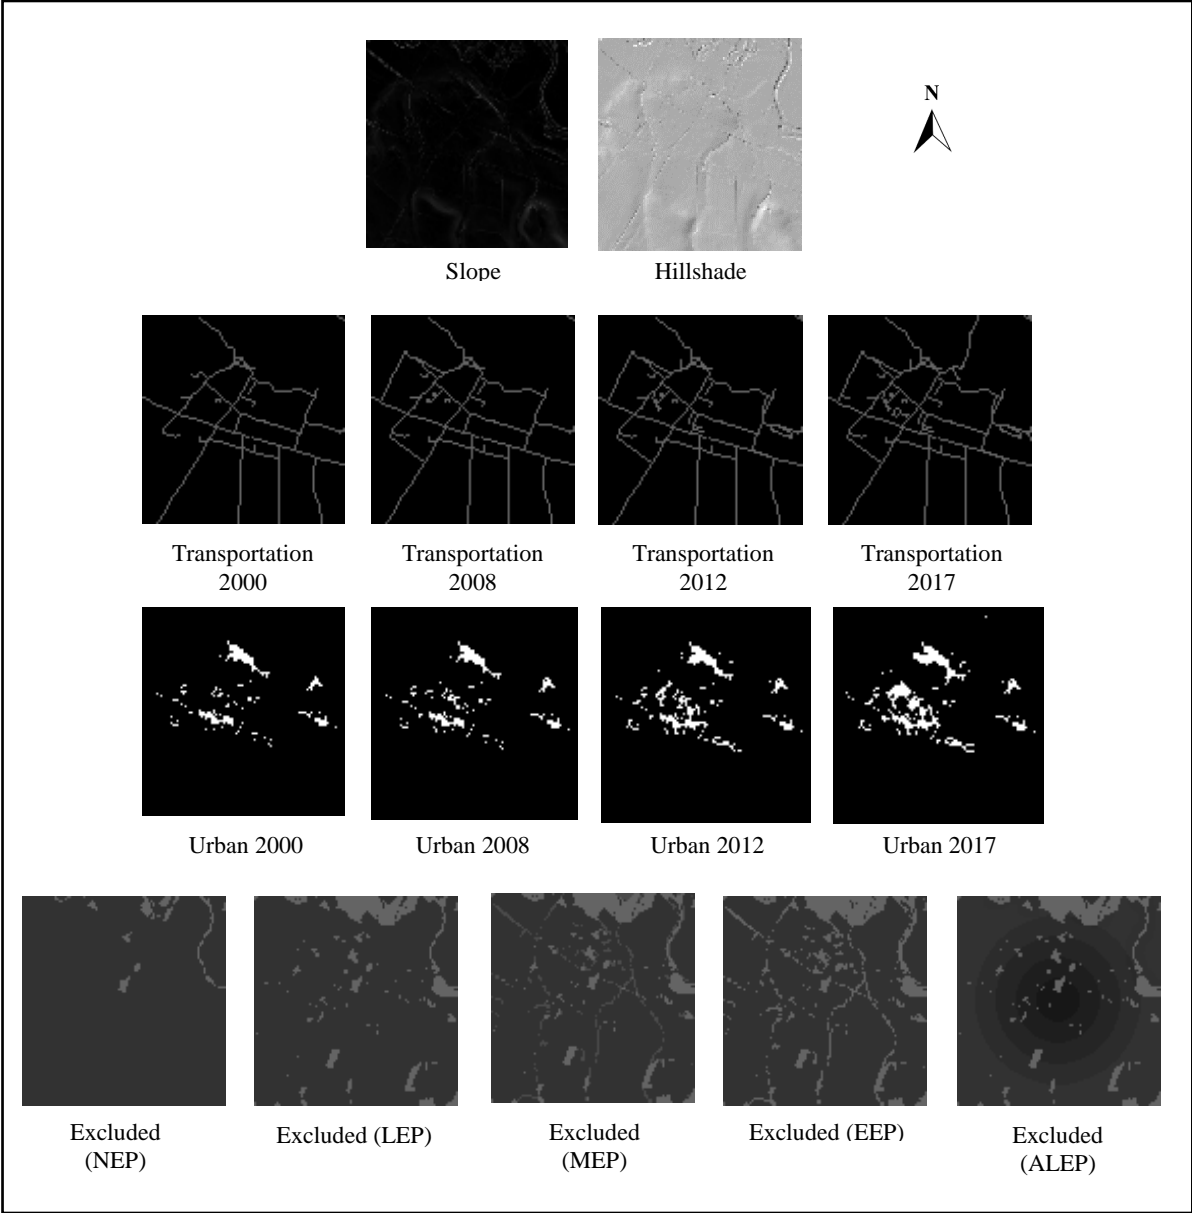 N
Slope
Hillshade
Transportation
2000
Transportation
2008
Transportation
2012
Transportation
2017
Urban 2000
Urban 2008
Urban 2012
Urban 2017
Excluded
(NEP)
Excluded (LEP)
Excluded
(MEP)
Excluded (EEP)
Excluded
(ALEP)